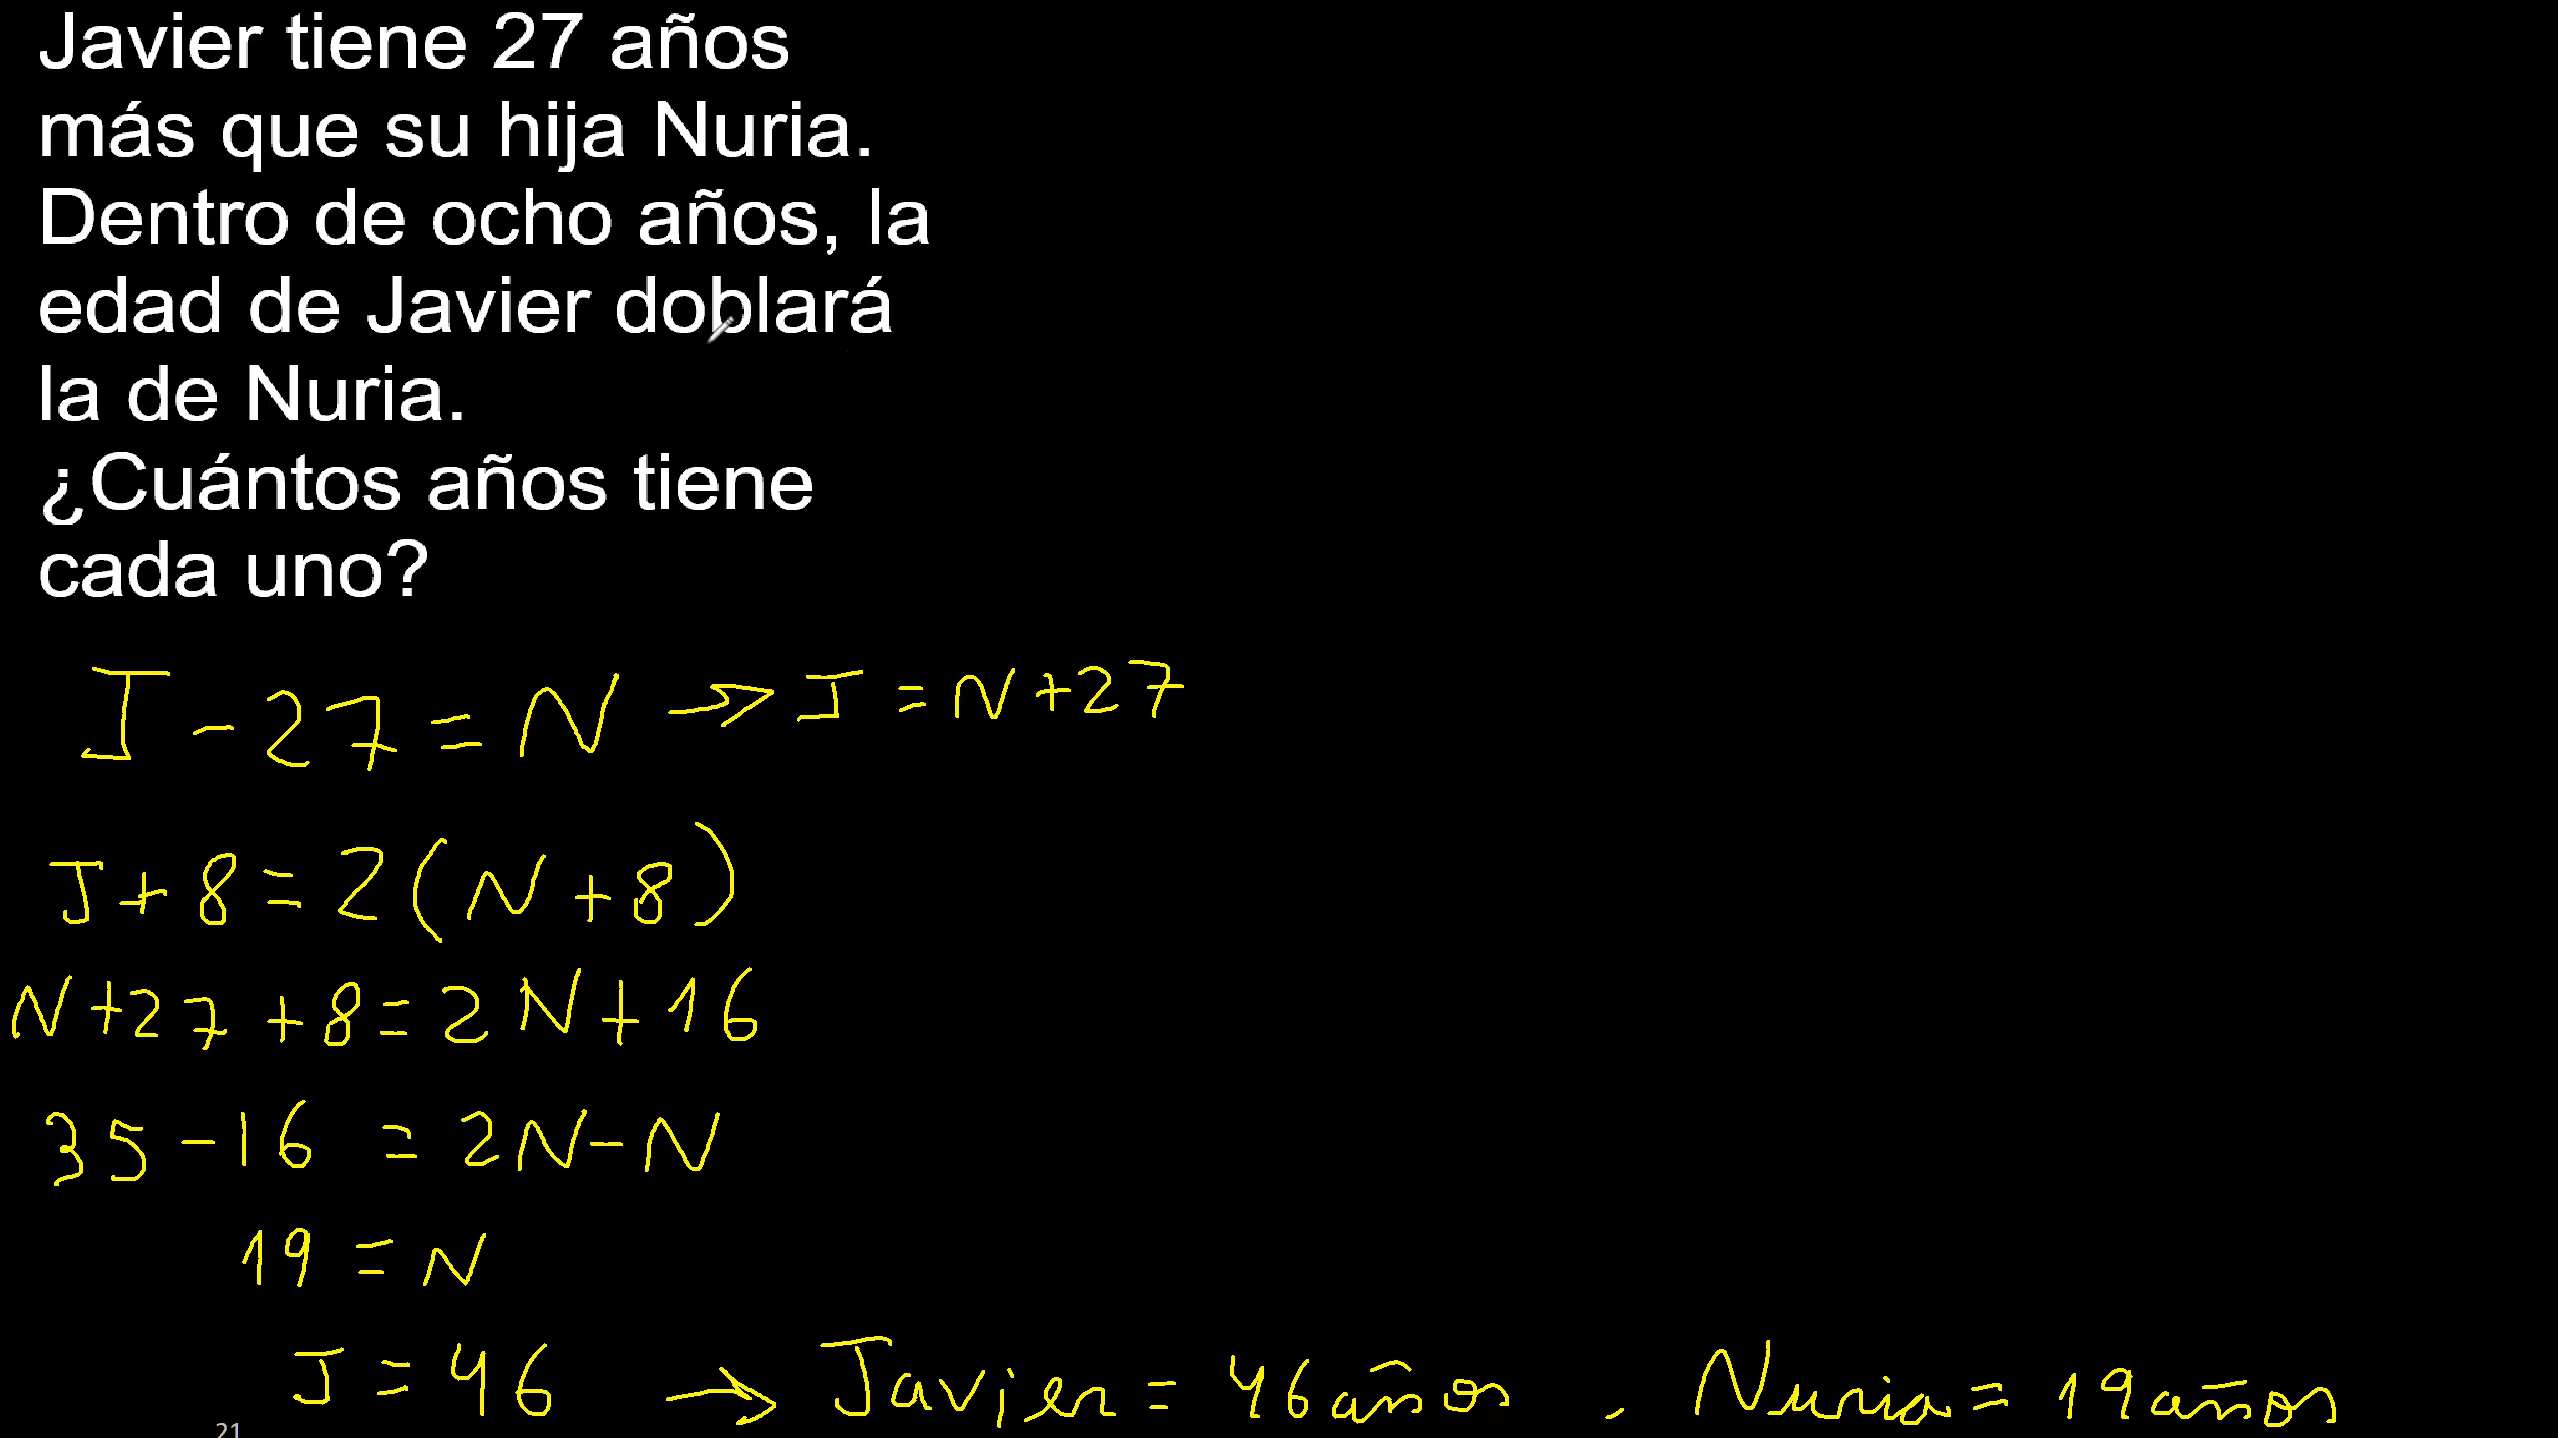 Javier tiene 27 años
más que su hija Nuria.
Dentro de ocho años, la
edad de Javier doblará
la de Nuria.
¿Cuántos años tiene
cada uno?
J - 27 = N → J = N + 27
J + 8 = 2 (N + 8)
N + 27 + 8 = 2N + 16
35 - 16 = 2N - N
19 = N
J = 46 → Javier = 46 años , Nuria = 19 años
21